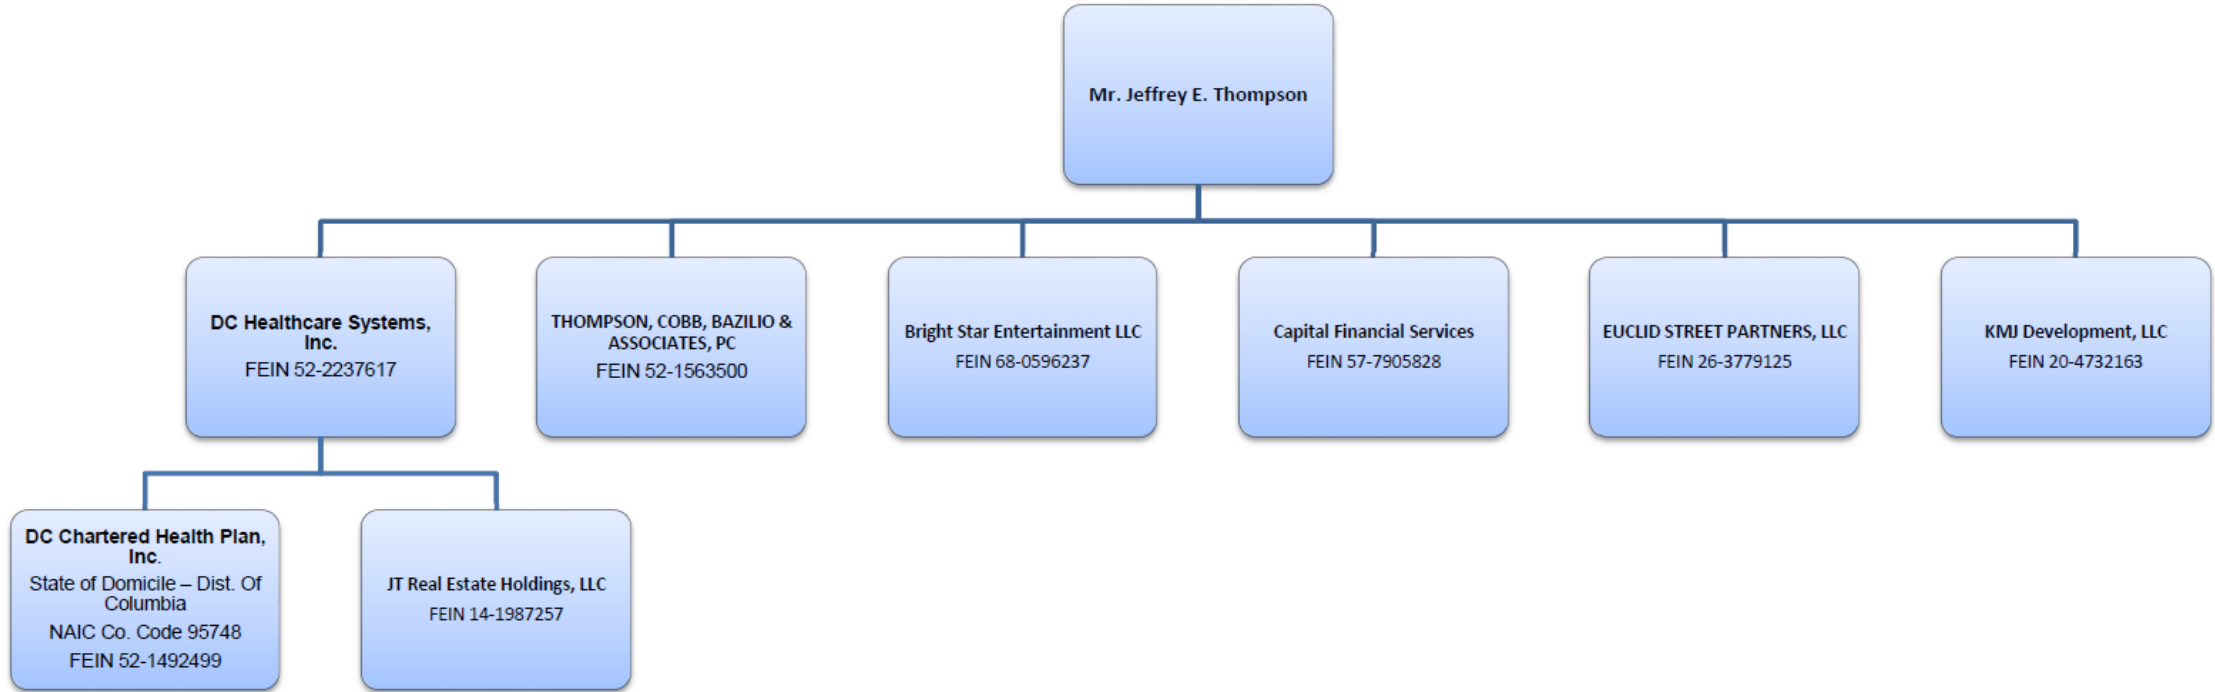 Mr. Jeffrey E. Thompson
DC Healthcare Systems,
Inc.
FEIN 52-2237617
THOMPSON, COBB, BAZILIO &
ASSOCIATES, PC
FEIN 52-1563500
Bright Star Entertainment LLC
FEIN 68-0596237
Capital Financial Services
FEIN 57-7905828
EUCLID STREET PARTNERS, LLC
FEIN 26-3779125
KMJ Development, LLC
FEIN 20-4732163
DC Chartered Health Plan,
Inc.
State of Domicile – Dist. Of
Columbia
NAIC Co. Code 95748
FEIN 52-1492499
JT Real Estate Holdings, LLC
FEIN 14-1987257